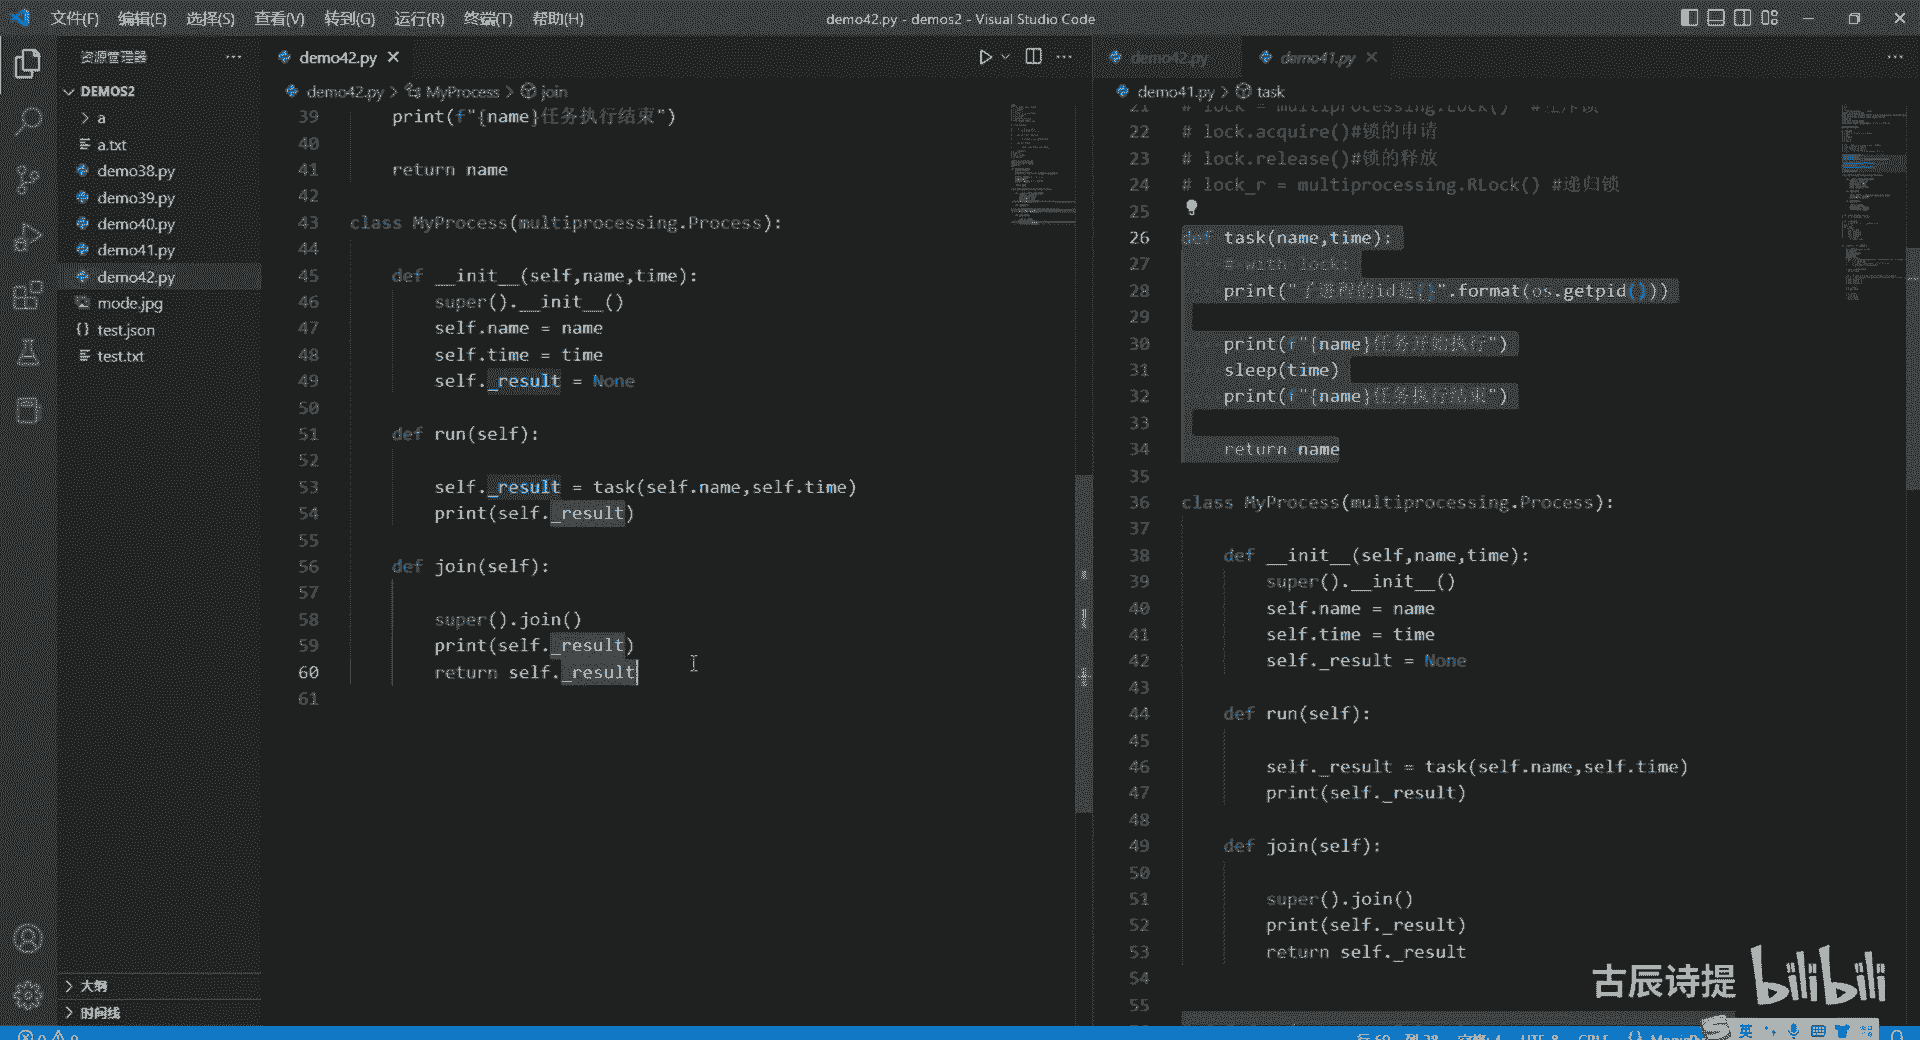 文件(F) 编辑(E) 选择(S) 查看(V) 转到(G) 运行(R) 终端(T) 帮助(H)
demo42.py - demos2 - Visual Studio Code
资源管理器
DEMOS2
a
a.txt
demo38.py
demo39.py
demo40.py
demo41.py
demo42.py
mode.jpg
test.json
test.txt
大纲
时间线
demo42.py
demo42.py > MyProcess > join
39 print(f"{name}任务执行结束")
40
41 return name
42
43 class MyProcess(multiprocessing.Process):
44
45 def __init__(self,name,time):
46 super().__init__()
47 self.name = name
48 self.time = time
49 self._result = None
50
51 def run(self):
52
53 self._result = task(self.name,self.time)
54 print(self._result)
55
56 def join(self):
57
58 super().join()
59 print(self._result)
60 return self._result
61
demo42.py demo41.py
demo41.py > task
21 # lock = multiprocessing.Lock()
22 # lock.acquire()#锁的申请
23 # lock.release()#锁的释放
24 # lock_r = multiprocessing.RLock() #递归锁
25
26 def task(name,time):
27 # with lock:
28 print("子进程的id是{}".format(os.getpid()))
29
30 print(f"{name}任务开始执行")
31 sleep(time)
32 print(f"{name}任务执行结束")
33
34 return name
35
36 class MyProcess(multiprocessing.Process):
37
38 def __init__(self,name,time):
39 super().__init__()
40 self.name = name
41 self.time = time
42 self._result = None
43
44 def run(self):
45
46 self._result = task(self.name,self.time)
47 print(self._result)
48
49 def join(self):
50
51 super().join()
52 print(self._result)
53 return self._result
54
55
古辰诗提 bilibili
英